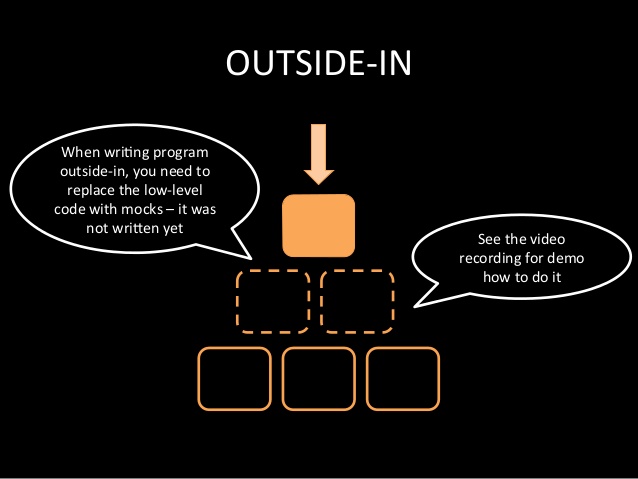 OUTSIDE-IN
When writing program
outside-in, you need to
replace the low-level
code with mocks – it was
not written yet
See the video
recording for demo
how to do it